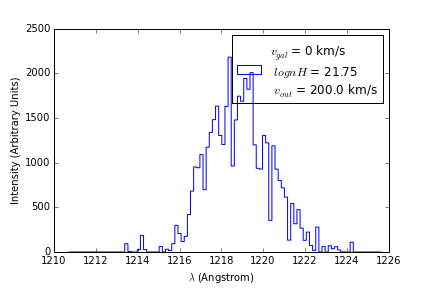 2500
2000
1500
1000
500
0
1210 1212 1214 1216 1218 1220 1222 1224 1226
Intensity (Arbitrary Units)
λ (Angstrom)
v_gal = 0 km/s
lognH = 21.75
v_out = 200.0 km/s